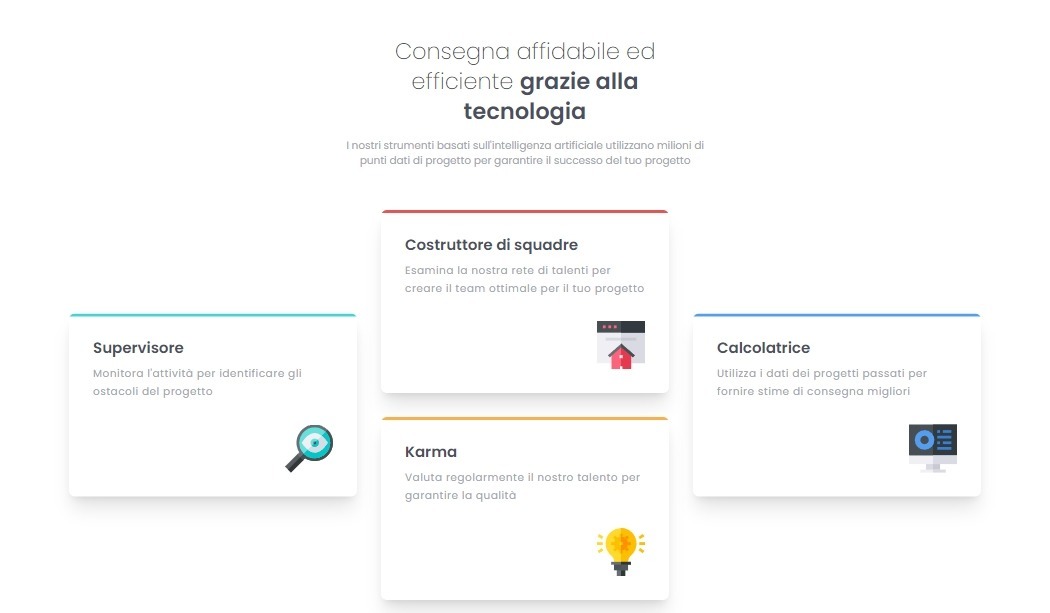 Consegna affidabile ed
efficiente grazie alla
tecnologia
I nostri strumenti basati sull'intelligenza artificiale utilizzano milioni di
punti dati di progetto per garantire il successo del tuo progetto
Supervisore
Monitora l'attività per identificare gli
ostacoli del progetto
Costruttore di squadre
Esamina la nostra rete di talenti per
creare il team ottimale per il tuo progetto
Karma
Valuta regolarmente il nostro talento per
garantire la qualità
Calcolatrice
Utilizza i dati dei progetti passati per
fornire stime di consegna migliori